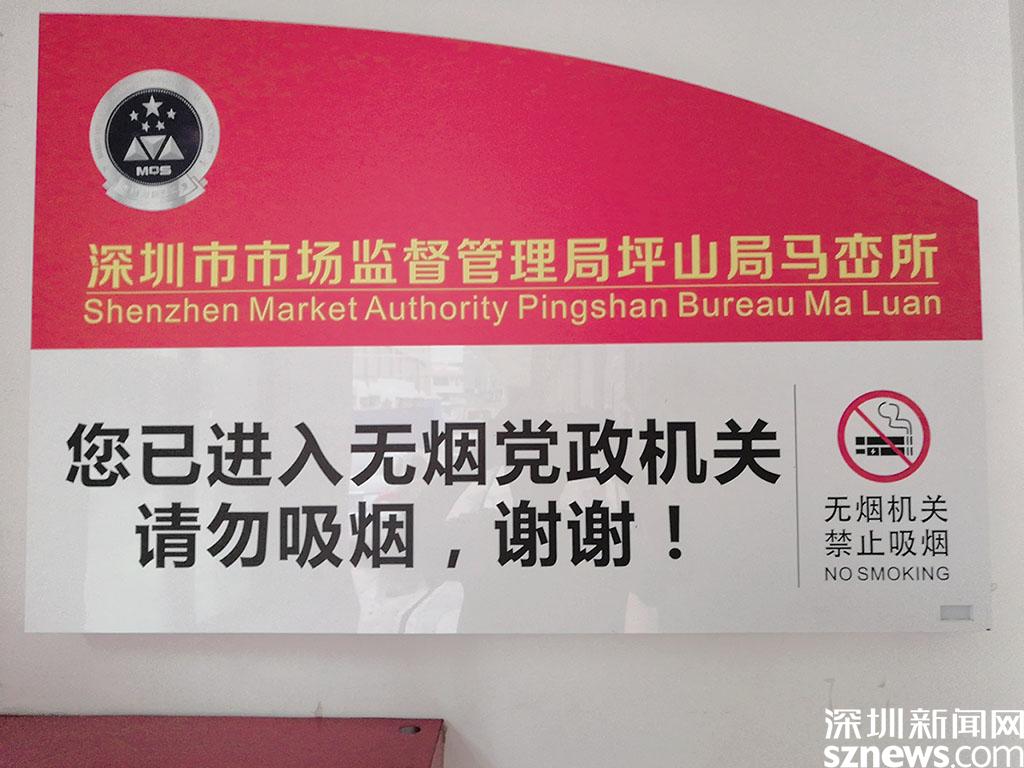 MQS
深圳市市场监督管理局坪山局马峦所
Shenzhen Market Authority Pingshan Bureau Ma Luan
您已进入无烟党政机关
请勿吸烟，谢谢！
无烟机关
禁止吸烟
NO SMOKING
深圳新闻网
sznews.com